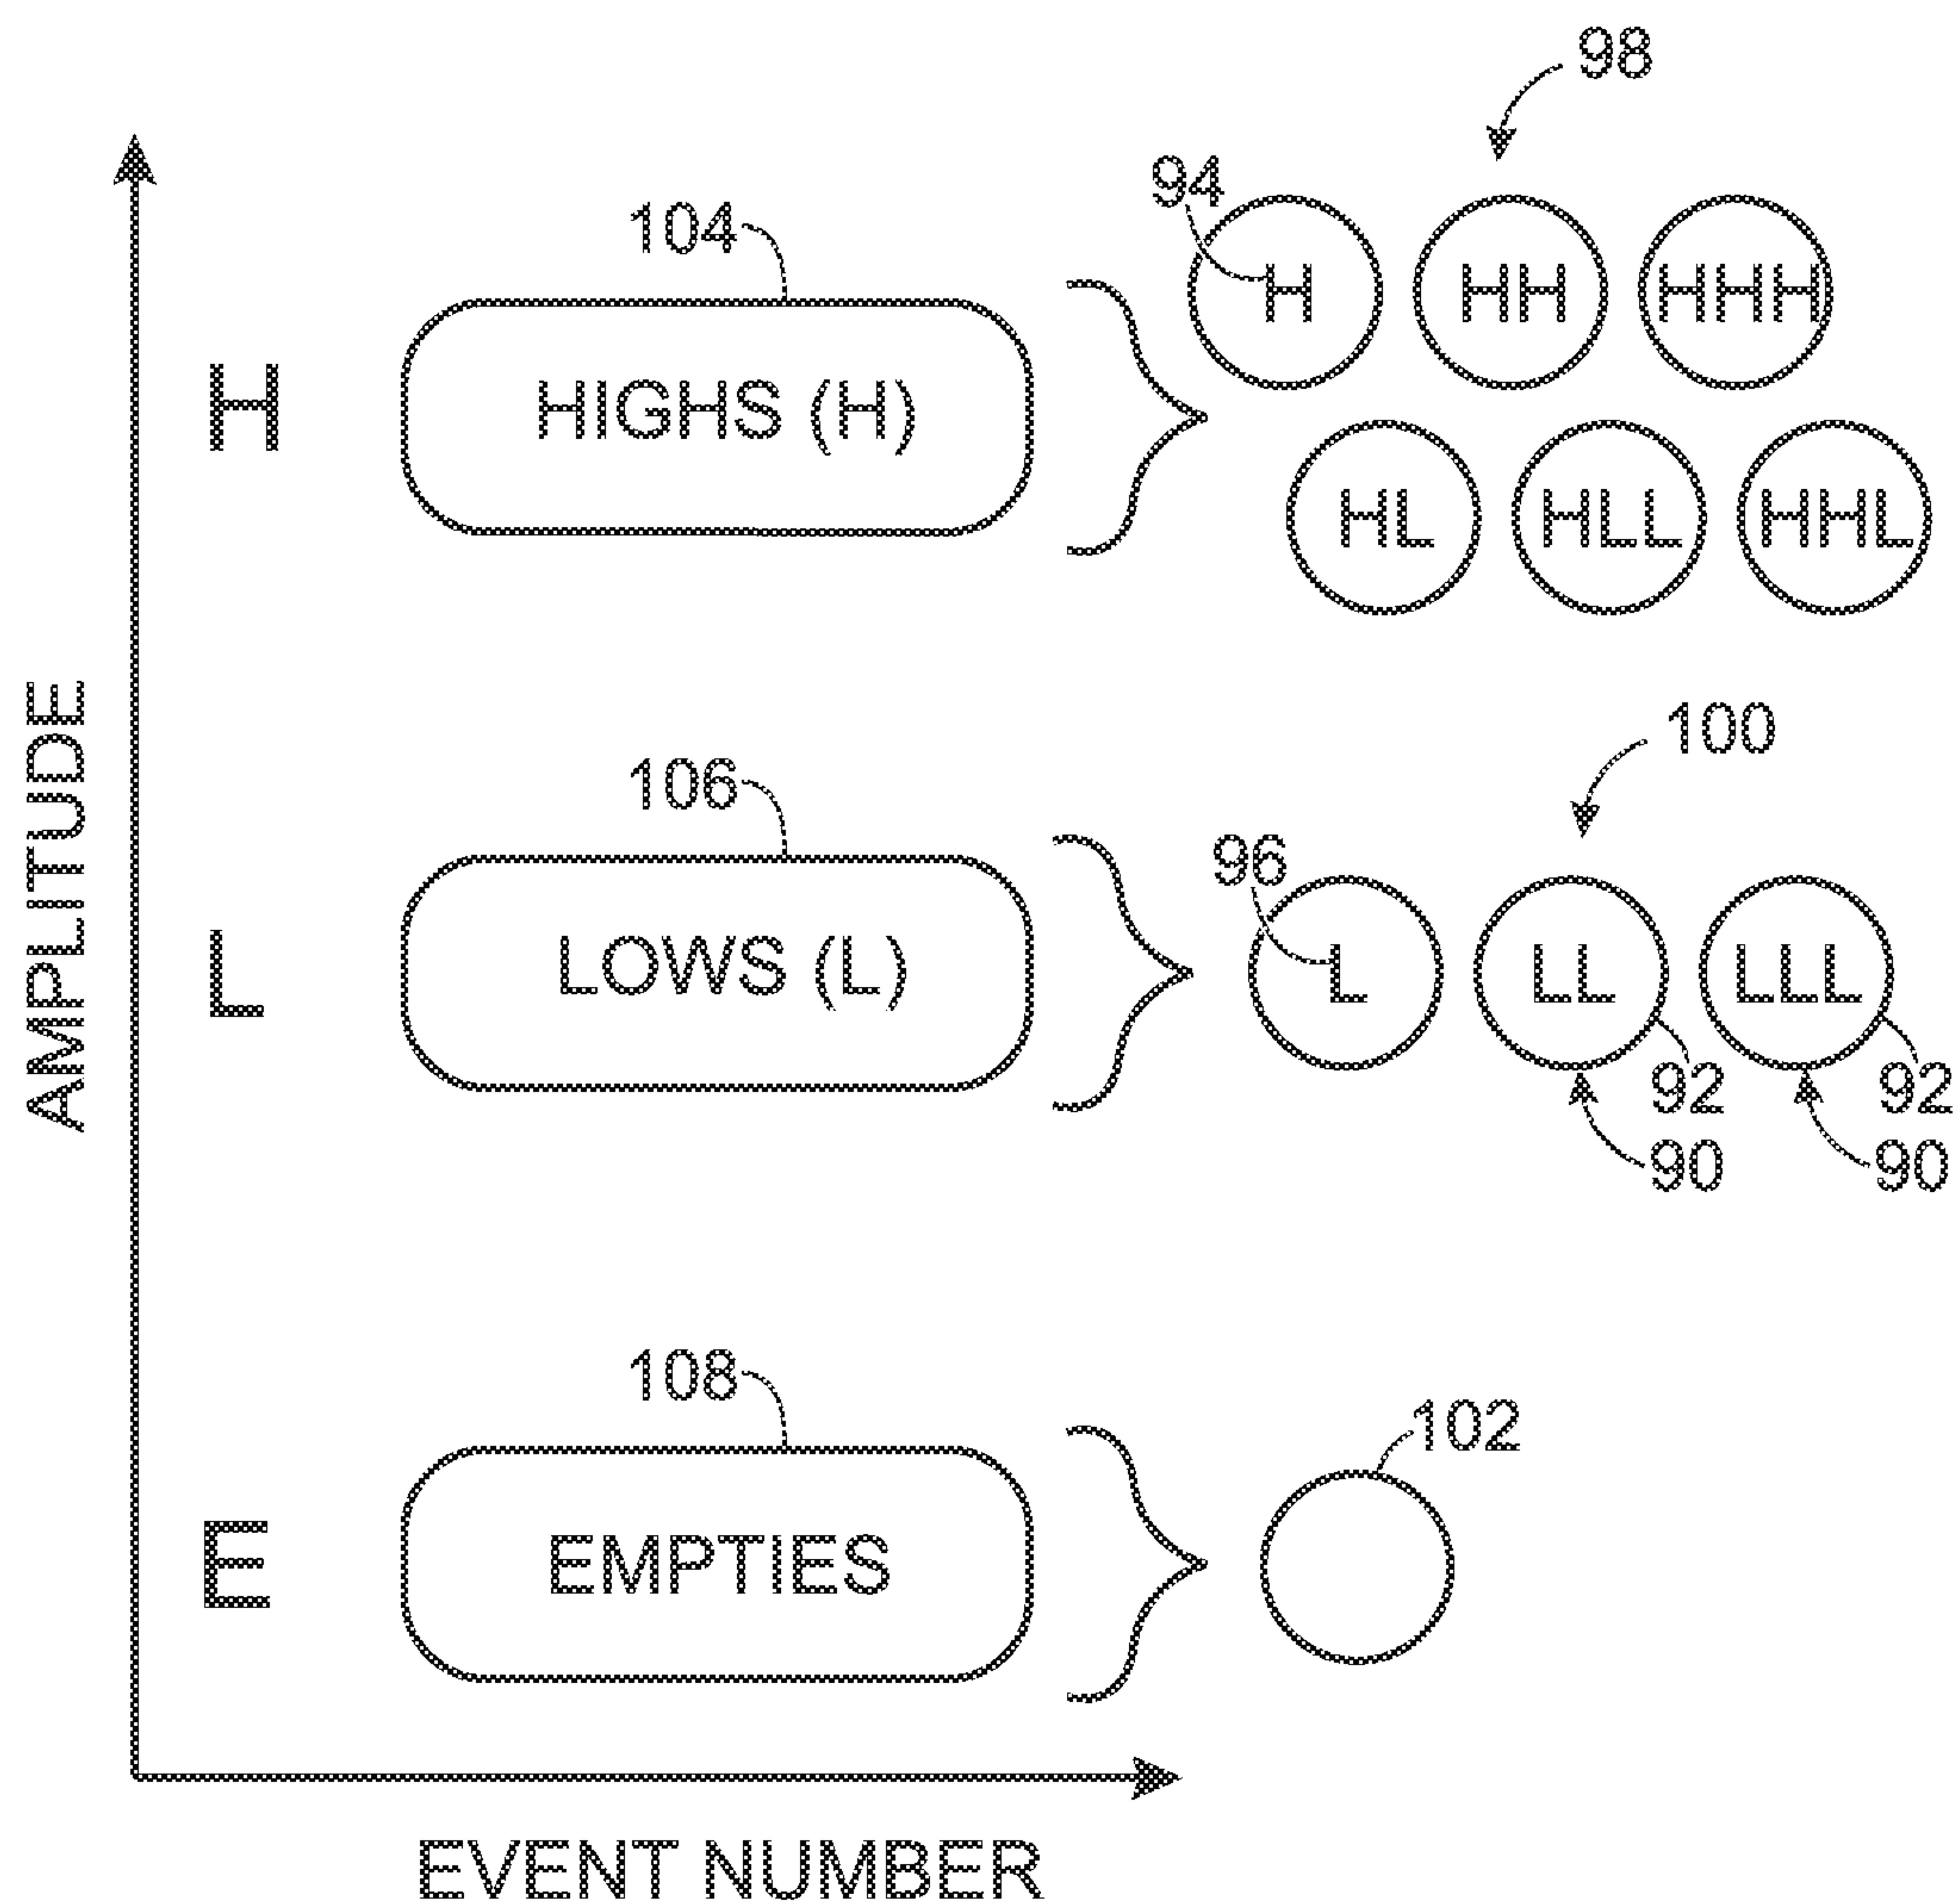 98
94
104
H HH HHH
H
HIGHS (H)
HL HLL HHL
100
106
96
AMPLITUDE
L
LOWS (L)
L LL LLL
92 92
90 90
108
102
E
EMPTIES
EVENT NUMBER